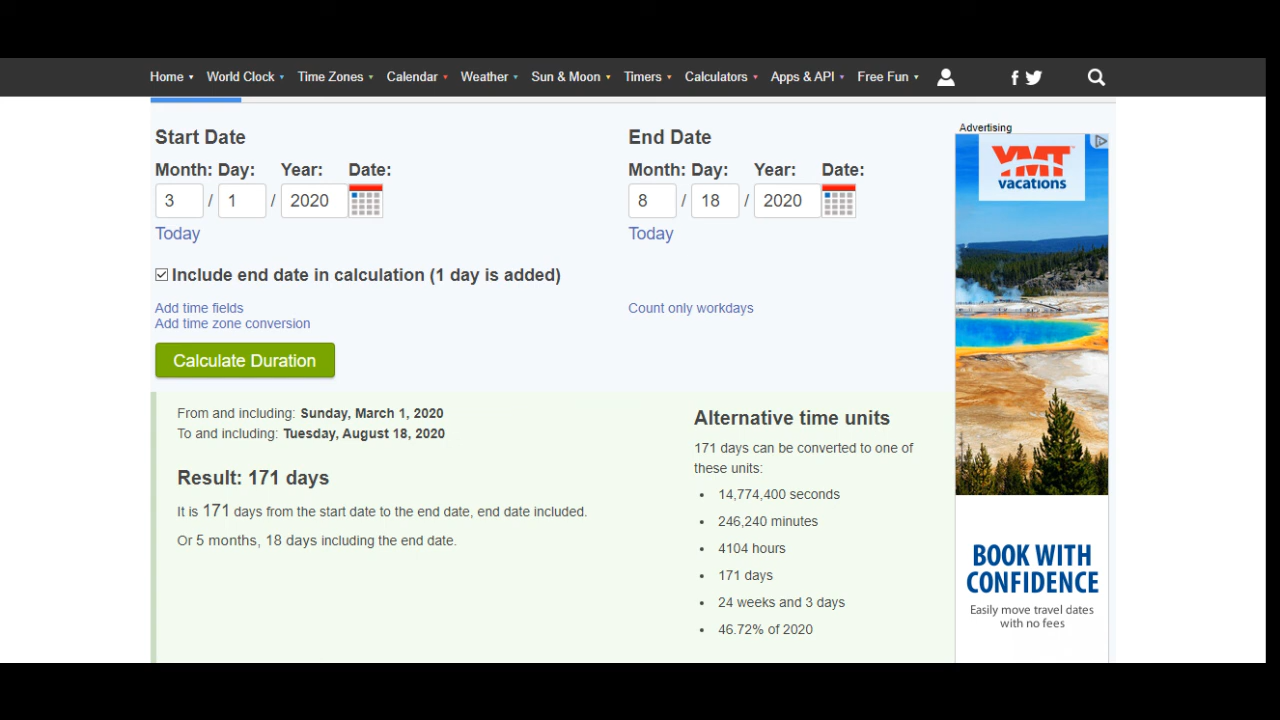 Home World Clock Time Zones Calendar Weather Sun & Moon Timers Calculators Apps & API Free Fun
Start Date
Month: Day: Year: Date:
3 / 1 / 2020
Today
End Date
Month: Day: Year: Date:
8 / 18 / 2020
Today
Include end date in calculation (1 day is added)
Add time fields
Add time zone conversion
Count only workdays
Calculate Duration
From and including: Sunday, March 1, 2020
To and including: Tuesday, August 18, 2020
Result: 171 days
It is 171 days from the start date to the end date, end date included.
Or 5 months, 18 days including the end date.
Alternative time units
171 days can be converted to one of
these units:
• 14,774,400 seconds
• 246,240 minutes
• 4104 hours
• 171 days
• 24 weeks and 3 days
• 46.72% of 2020
Advertising
YMT
vacations
BOOK WITH
CONFIDENCE
Easily move travel dates
with no fees